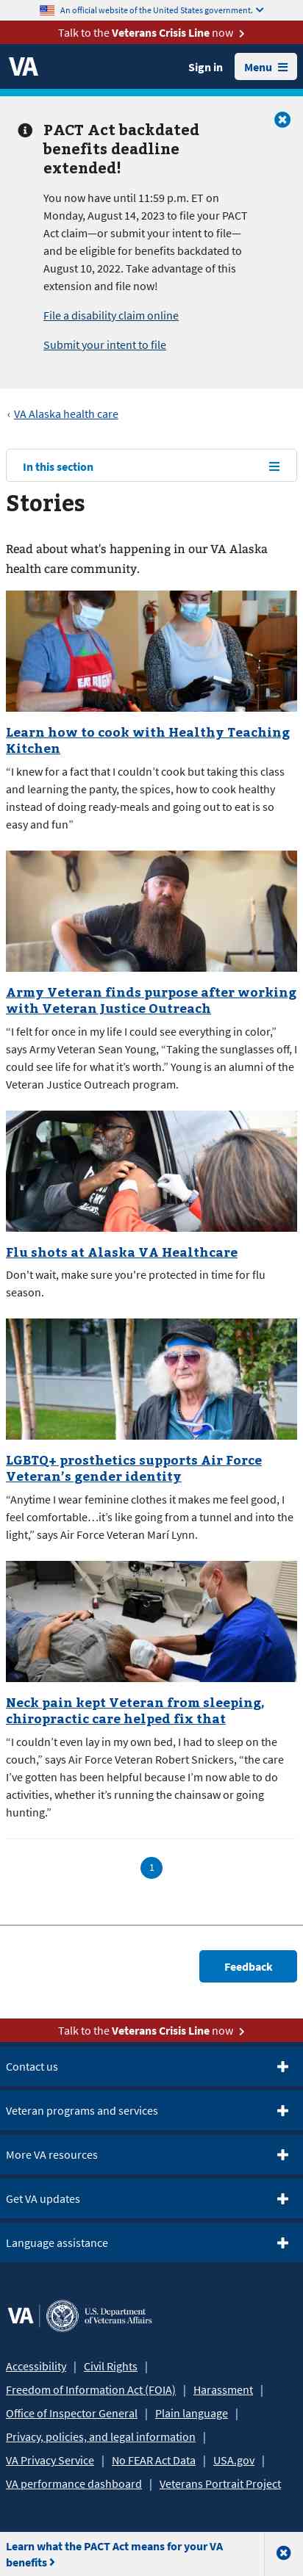 An official website of the United States government.
Talk to the Veterans Crisis Line now
VA
Sign in
Menu
PACT Act backdated
benefits deadline
extended!
You now have until 11:59 p.m. ET on
Monday, August 14, 2023 to file your PACT
Act claim—or submit your intent to file—
and be eligible for benefits backdated to
August 10, 2022. Take advantage of this
extension and file now!
File a disability claim online
Submit your intent to file
‹ VA Alaska health care
In this section
Stories
Read about what's happening in our VA Alaska
health care community.
Learn how to cook with Healthy Teaching
Kitchen
“I knew for a fact that I couldn’t cook but taking this class
and learning the panty, the spices, how to cook healthy
instead of doing ready-meals and going out to eat is so
easy and fun”
Army Veteran finds purpose after working
with Veteran Justice Outreach
“I felt for once in my life I could see everything in color,”
says Army Veteran Sean Young, “Taking the sunglasses off, I
could see life for what it’s worth.” Young is an alumni of the
Veteran Justice Outreach program.
Flu shots at Alaska VA Healthcare
Don't wait, make sure you're protected in time for flu
season.
LGBTQ+ prosthetics supports Air Force
Veteran’s gender identity
“Anytime I wear feminine clothes it makes me feel good, I
feel comfortable…it’s like going from a tunnel and into the
light,” says Air Force Veteran Marí Lynn.
Neck pain kept Veteran from sleeping,
chiropractic care helped fix that
“I couldn’t even lay in my own bed, I had to sleep on the
couch,” says Air Force Veteran Robert Snickers, “the care
I’ve gotten has been helpful because I’m now able to do
activities, whether it’s running the chainsaw or going
hunting.”
1
Feedback
Talk to the Veterans Crisis Line now
Contact us
Veteran programs and services
More VA resources
Get VA updates
Language assistance
VA U.S. Department
of Veterans Affairs
Accessibility | Civil Rights |
Freedom of Information Act (FOIA) | Harassment |
Office of Inspector General | Plain language |
Privacy, policies, and legal information |
VA Privacy Service | No FEAR Act Data | USA.gov |
VA performance dashboard | Veterans Portrait Project
Learn what the PACT Act means for your VA
benefits